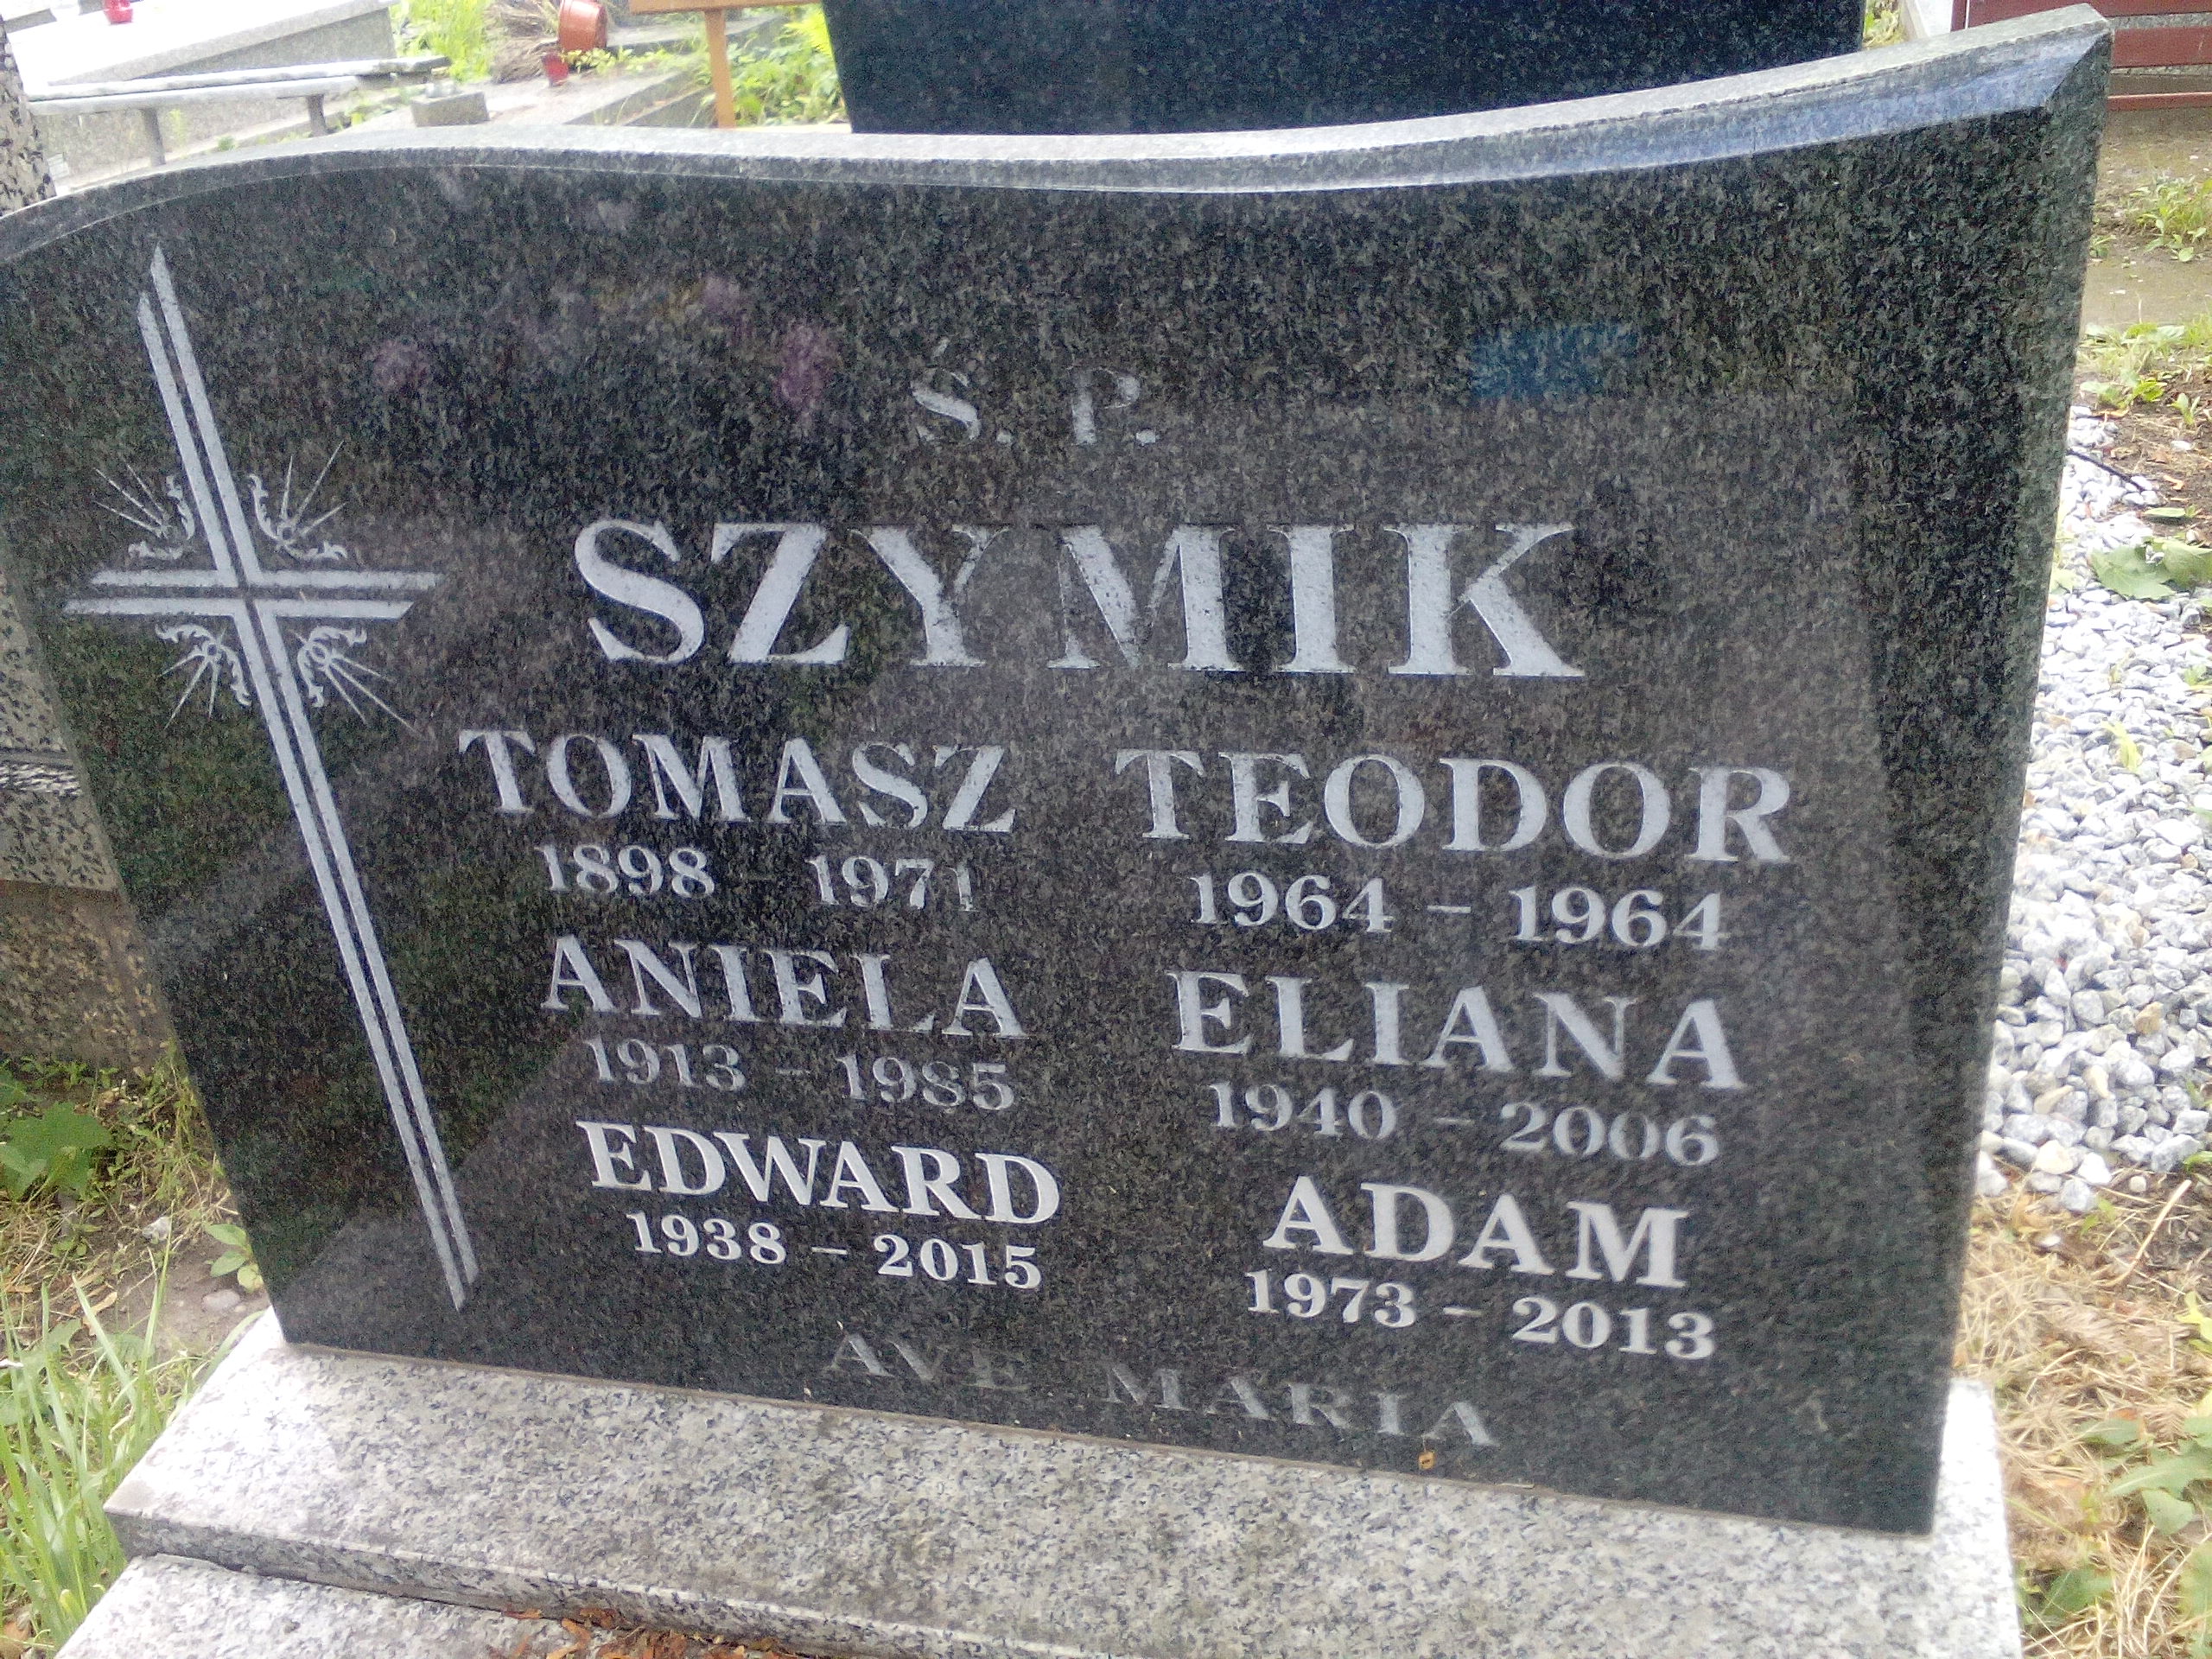 Ś. P.
SZYMIK
TOMASZ TEODOR
1898 – 1971 1964 – 1964
ANIELA ELIANA
1913 – 1985 1940 – 2006
EDWARD ADAM
1938 – 2015 1973 – 2013
AVE MARIA